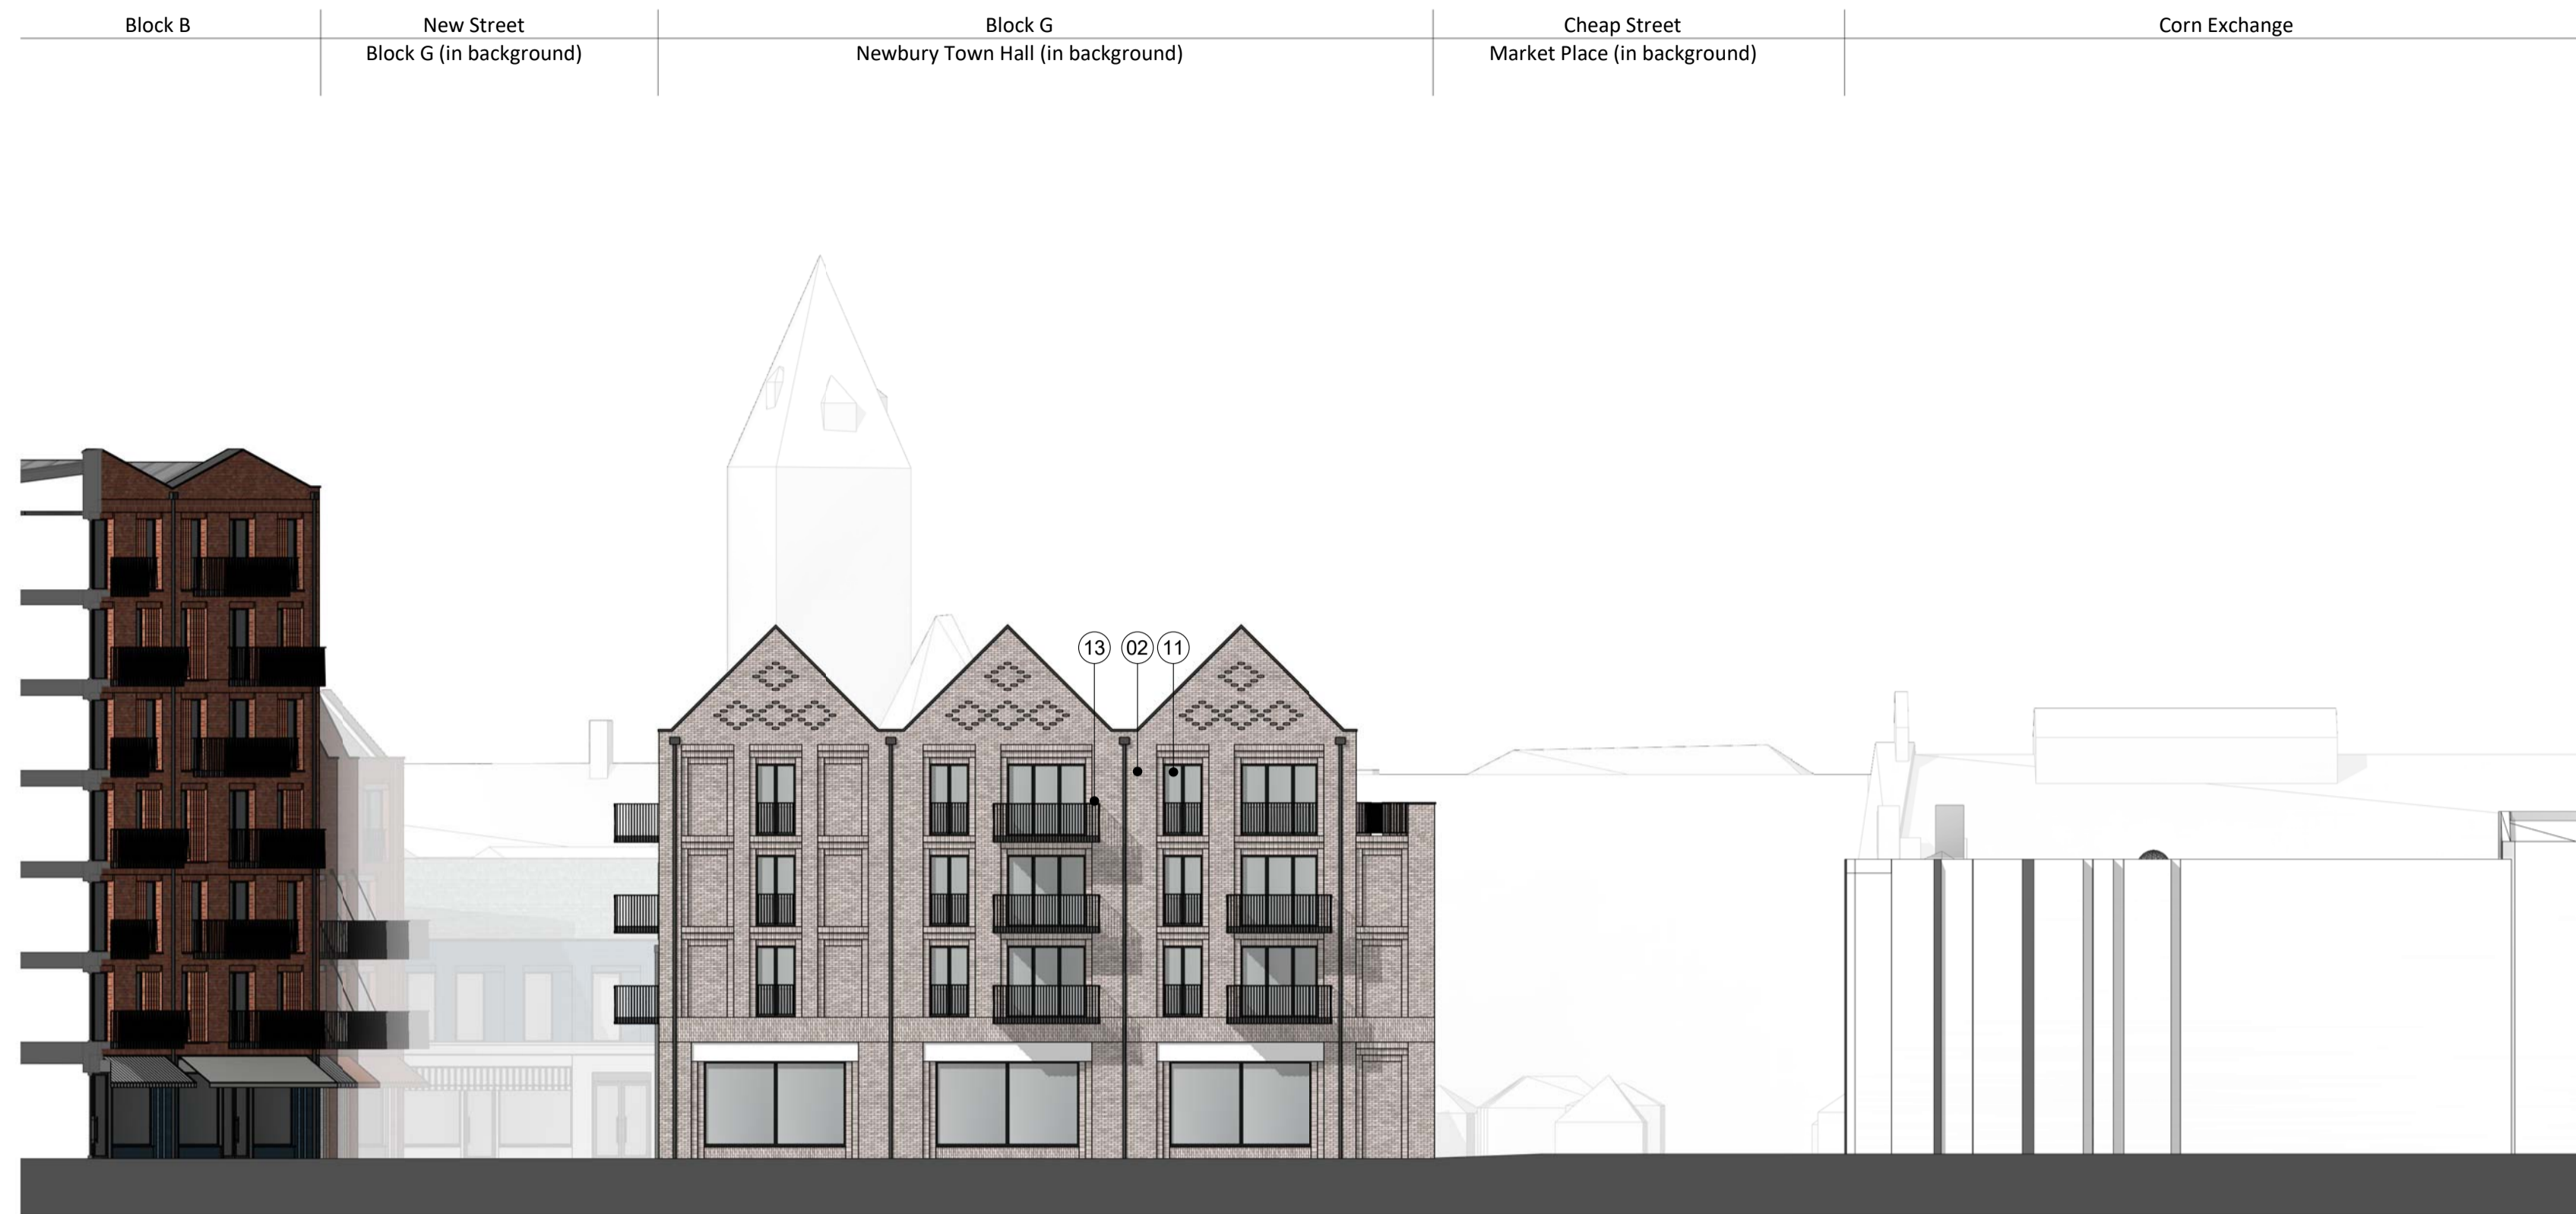 Block B
New Street
Block G
Cheap Street
Corn Exchange
Block G (in background)
Newbury Town Hall (in background)
Market Place (in background)
13
02
11